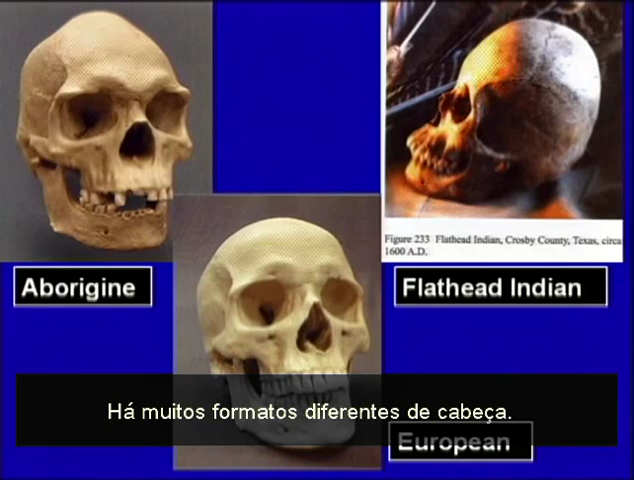 Figure 233 Flathead Indian, Crosby County, Texas, circa
1600 A.D.
Aborigine
Flathead Indian
Há muitos formatos diferentes de cabeça.
European